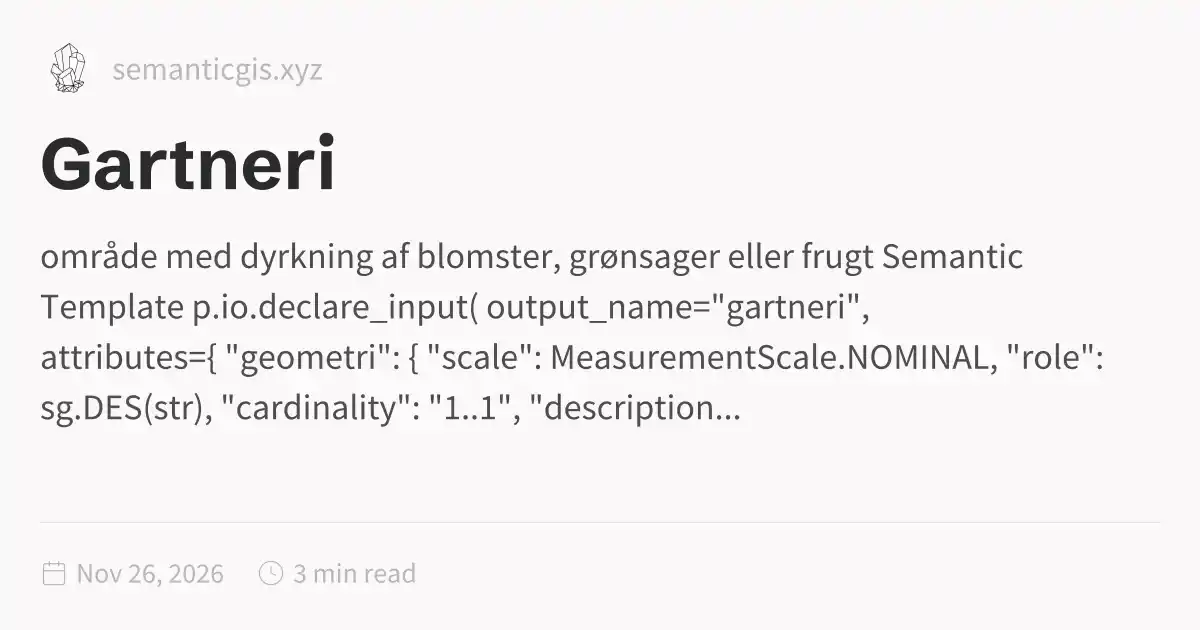 semanticgis.xyz
Gartneri
område med dyrkning af blomster, grønsager eller frugt Semantic
Template p.io.declare_input( output_name="gartneri",
attributes={ "geometri": { "scale": MeasurementScale.NOMINAL, "role":
sg.DES(str), "cardinality": "1..1", "description...
Nov 26, 2026 3 min read